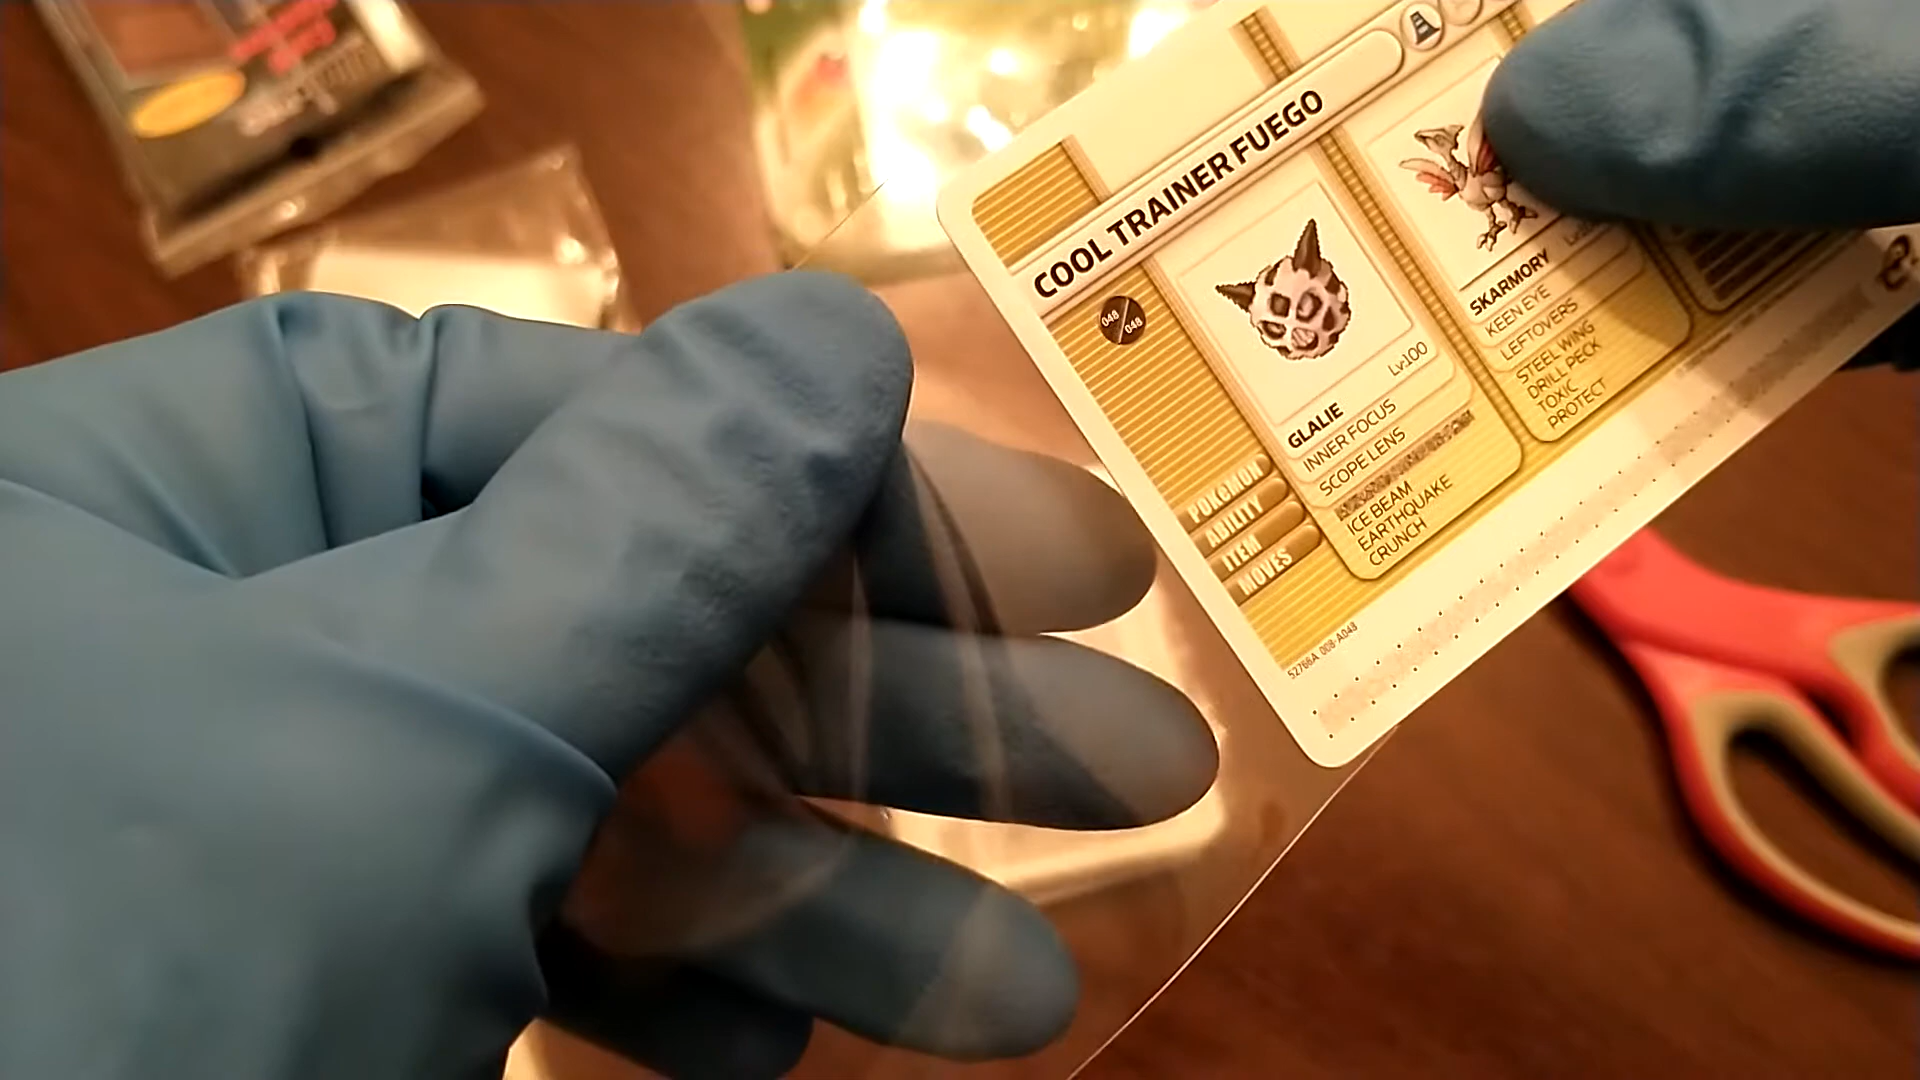 COOL TRAINER FUEGO
048
048
Lv.100
GLALIE
INNER FOCUS
SCOPE LENS
ICE BEAM
EARTHQUAKE
CRUNCH
SKARMORY
KEEN EYE
LEFTOVERS
STEEL WING
DRILL PECK
TOXIC
PROTECT
POKéMON
ABILITY
ITEM
MOVES
52766A 008-A048